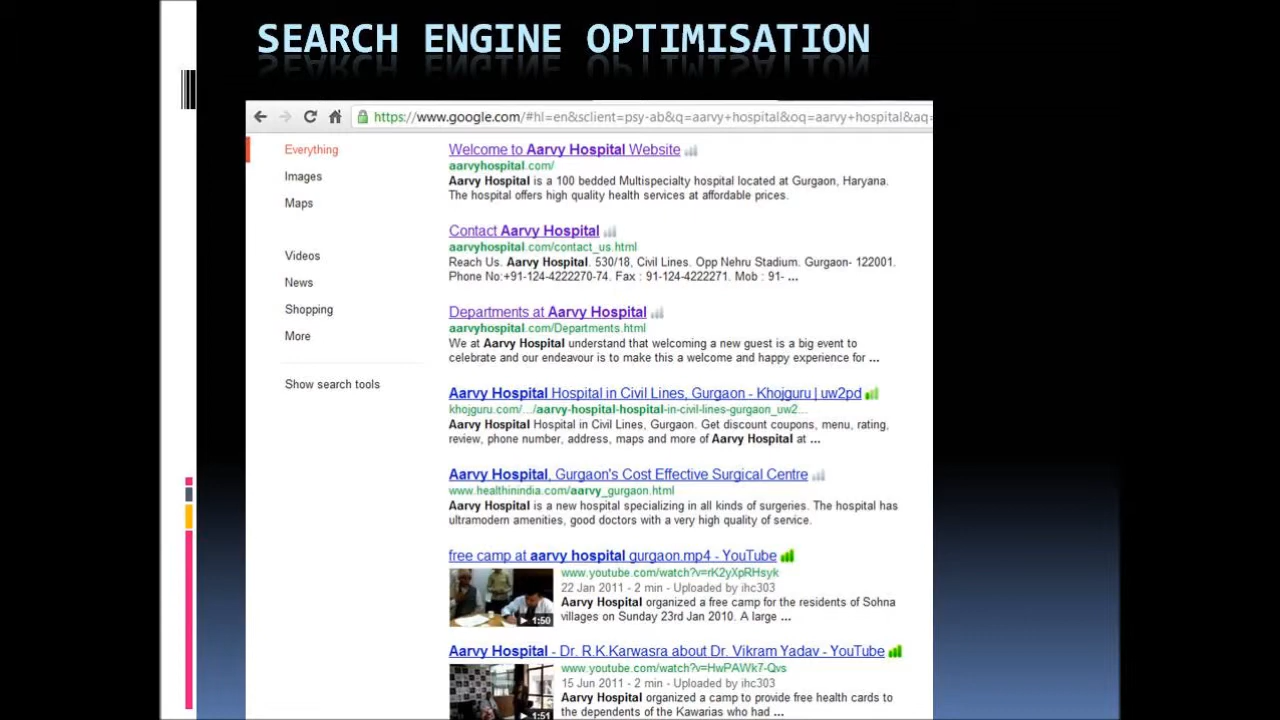 SEARCH ENGINE OPTIMISATION
https://www.google.com/#hl=en&sclient=psy-ab&q=aarvy+hospital&oq=aarvy+hospital&aq=
Everything
Images
Maps
Videos
News
Shopping
More
Show search tools
Welcome to Aarvy Hospital Website
aarvyhospital.com/
Aarvy Hospital is a 100 bedded Multispecialty hospital located at Gurgaon, Haryana.
The hospital offers high quality health services at affordable prices.
Contact Aarvy Hospital
aarvyhospital.com/contact_us.html
Reach Us. Aarvy Hospital. 530/18, Civil Lines. Opp Nehru Stadium. Gurgaon- 122001.
Phone No:+91-124-4222270-74. Fax : 91-124-4222271. Mob : 91- ...
Departments at Aarvy Hospital
aarvyhospital.com/Departments.html
We at Aarvy Hospital understand that welcoming a new guest is a big event to
celebrate and our endeavour is to make this a welcome and happy experience for ...
Aarvy Hospital Hospital in Civil Lines, Gurgaon - Khojguru | uw2pd
khojguru.com/.../aarvy-hospital-hospital-in-civil-lines-gurgaon_uw2...
Aarvy Hospital Hospital in Civil Lines, Gurgaon. Get discount coupons, menu, rating,
review, phone number, address, maps and more of Aarvy Hospital at ...
Aarvy Hospital, Gurgaon's Cost Effective Surgical Centre
www.healthinindia.com/aarvy_gurgaon.html
Aarvy Hospital is a new hospital specializing in all kinds of surgeries. The hospital has
ultramodern amenities, good doctors with a very high quality of service.
free camp at aarvy hospital gurgaon.mp4 - YouTube
www.youtube.com/watch?v=rK2yXpRHsyk
22 Jan 2011 - 2 min - Uploaded by ihc303
Aarvy Hospital organized a free camp for the residents of Sohna
villages on Sunday 23rd Jan 2010. A large ...
1:50
Aarvy Hospital - Dr. R.K.Karwasra about Dr. Vikram Yadav - YouTube
www.youtube.com/watch?v=HwPAWk7-Qvs
15 Jun 2011 - 2 min - Uploaded by ihc303
Aarvy Hospital organized a camp to provide free health cards to
the dependents of the Kawarias who had ...
1:51